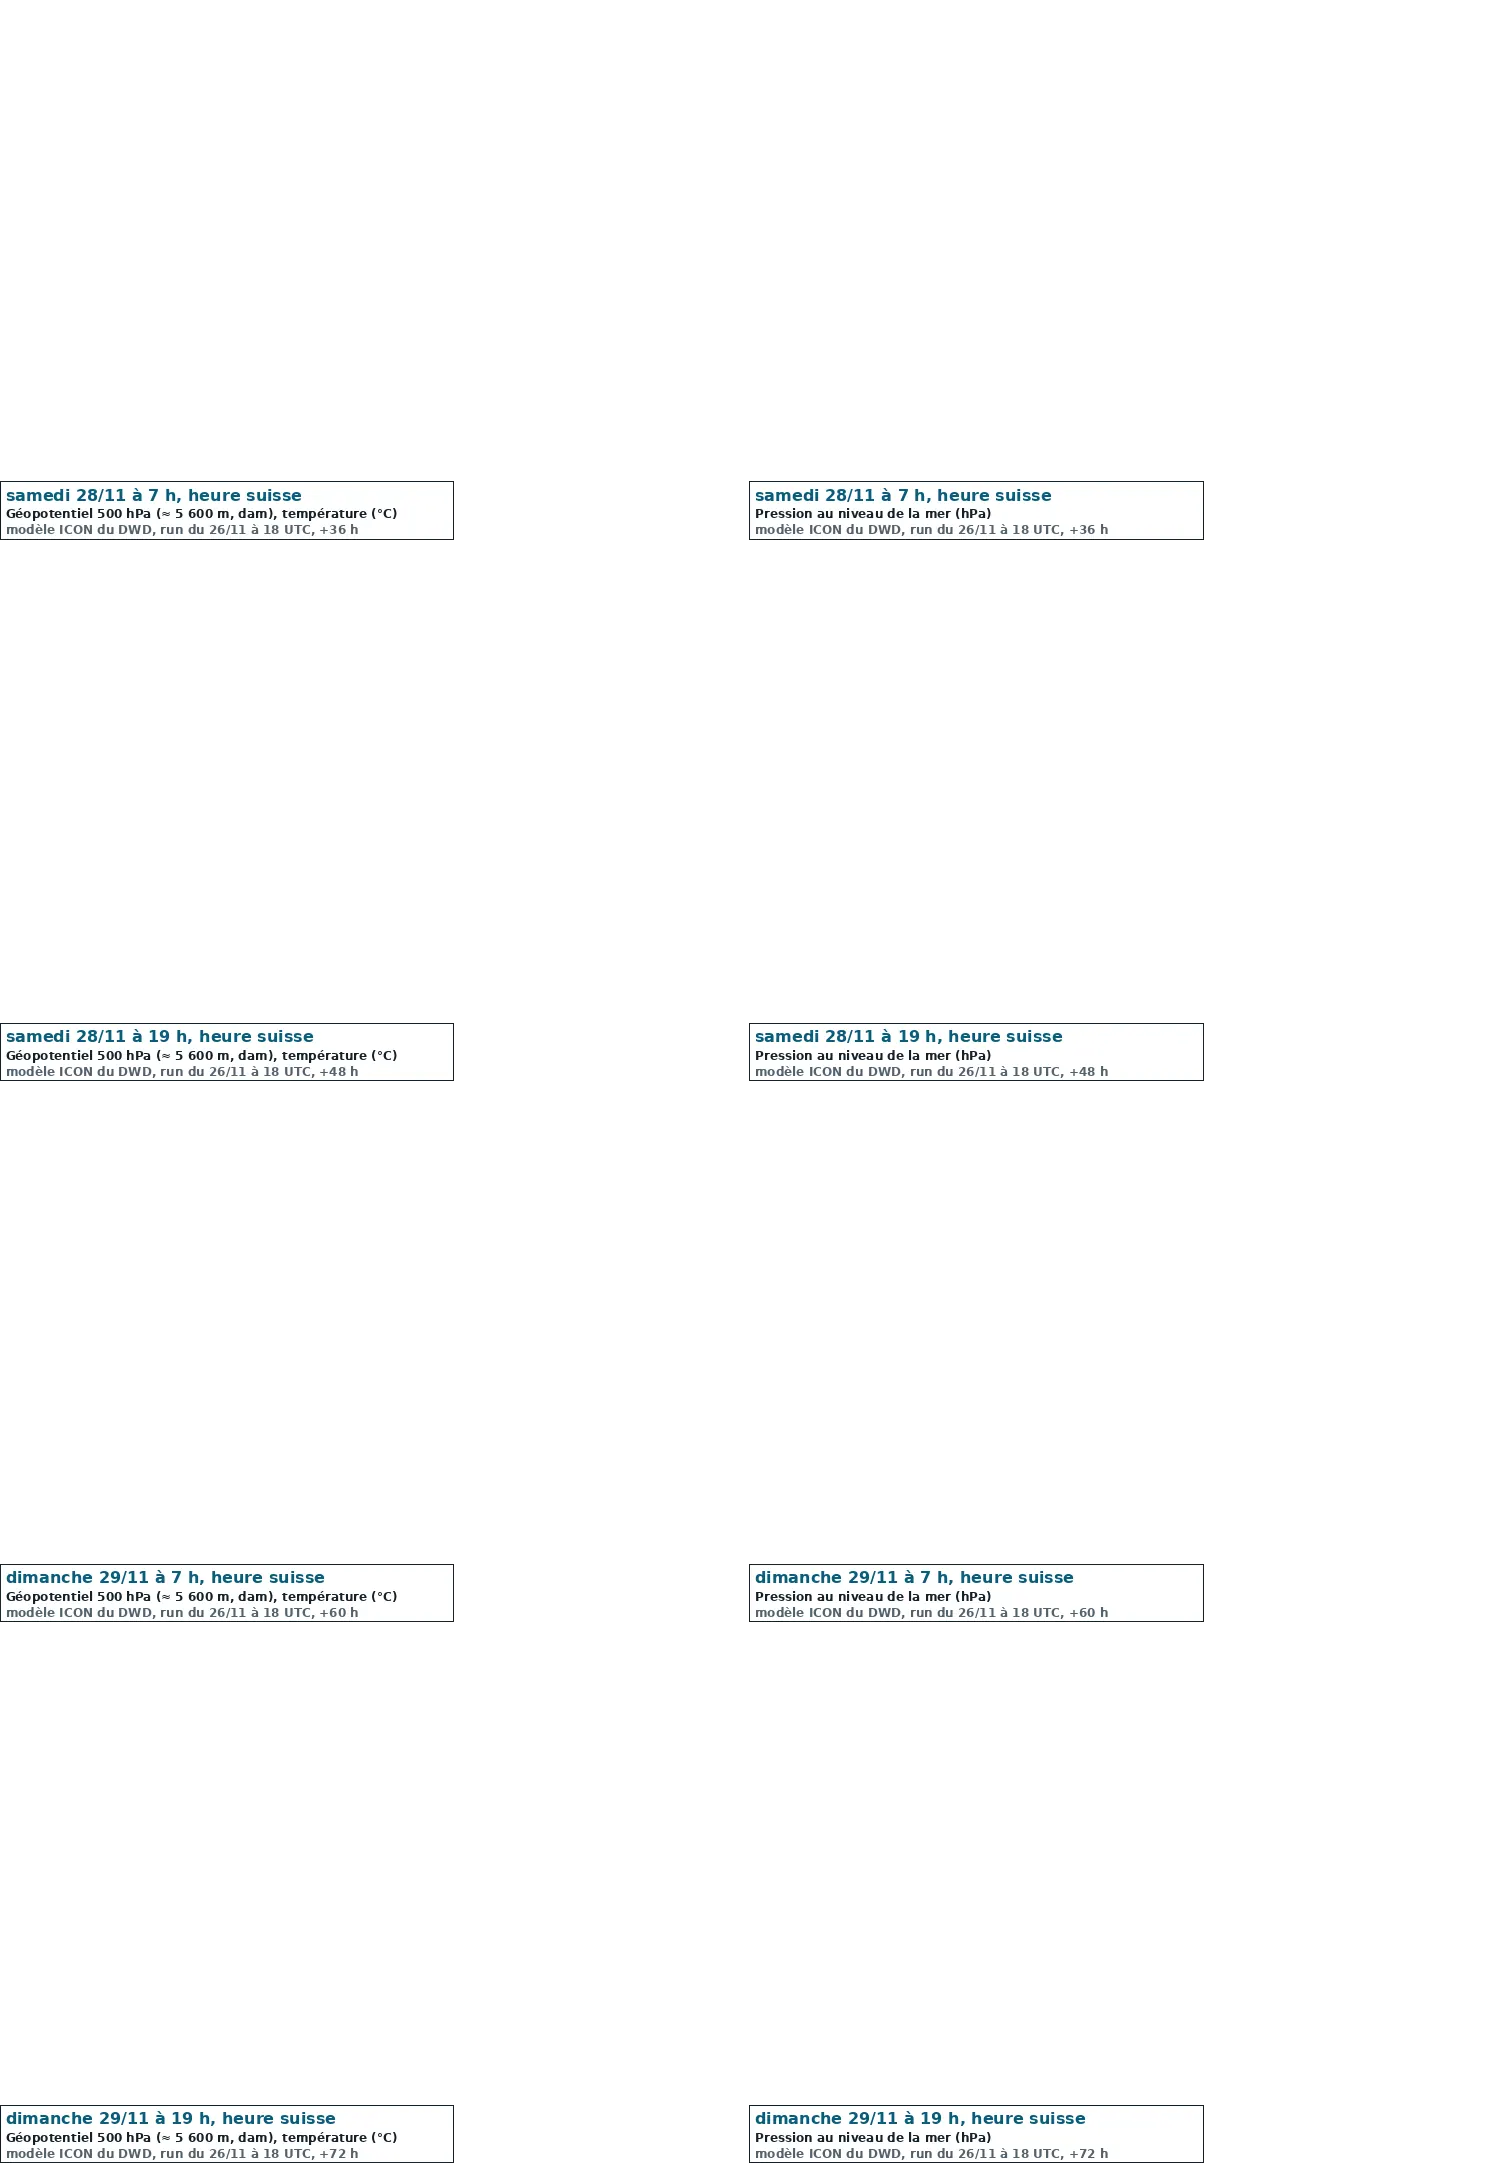 samedi 28/11 à 7 h, heure suisse
Géopotentiel 500 hPa (≈ 5 600 m, dam), température (°C)
modèle ICON du DWD, run du 26/11 à 18 UTC, +36 h
samedi 28/11 à 7 h, heure suisse
Pression au niveau de la mer (hPa)
modèle ICON du DWD, run du 26/11 à 18 UTC, +36 h
samedi 28/11 à 19 h, heure suisse
Géopotentiel 500 hPa (≈ 5 600 m, dam), température (°C)
modèle ICON du DWD, run du 26/11 à 18 UTC, +48 h
samedi 28/11 à 19 h, heure suisse
Pression au niveau de la mer (hPa)
modèle ICON du DWD, run du 26/11 à 18 UTC, +48 h
dimanche 29/11 à 7 h, heure suisse
Géopotentiel 500 hPa (≈ 5 600 m, dam), température (°C)
modèle ICON du DWD, run du 26/11 à 18 UTC, +60 h
dimanche 29/11 à 7 h, heure suisse
Pression au niveau de la mer (hPa)
modèle ICON du DWD, run du 26/11 à 18 UTC, +60 h
dimanche 29/11 à 19 h, heure suisse
Géopotentiel 500 hPa (≈ 5 600 m, dam), température (°C)
modèle ICON du DWD, run du 26/11 à 18 UTC, +72 h
dimanche 29/11 à 19 h, heure suisse
Pression au niveau de la mer (hPa)
modèle ICON du DWD, run du 26/11 à 18 UTC, +72 h